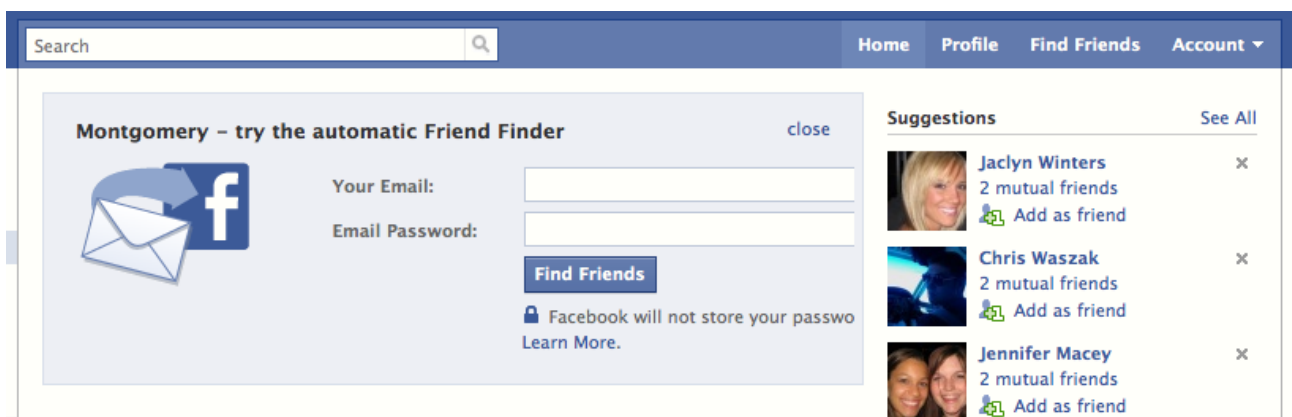 Search
Home Profile Find Friends Account
Montgomery – try the automatic Friend Finder close
Your Email:
Email Password:
Find Friends
Facebook will not store your passwo
Learn More.
Suggestions See All
Jaclyn Winters
2 mutual friends
Add as friend
Chris Waszak
2 mutual friends
Add as friend
Jennifer Macey
2 mutual friends
Add as friend